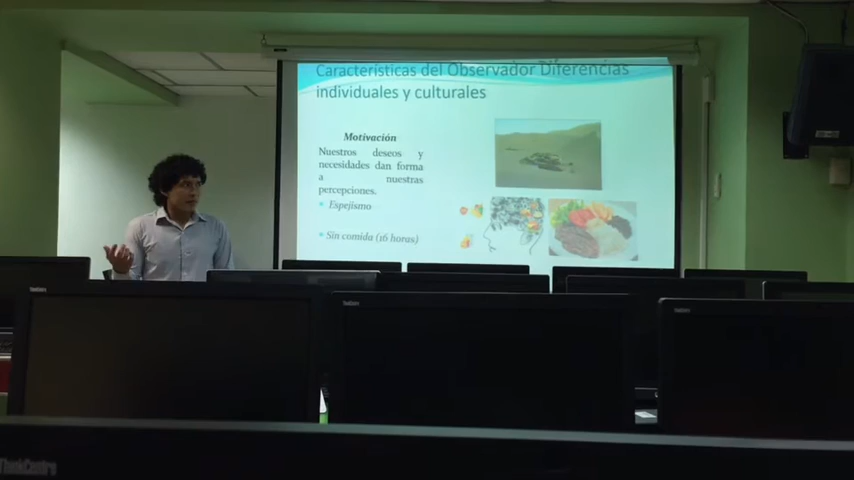 Características del Observador Diferencias
individuales y culturales
Motivación
Nuestros deseos y
necesidades dan forma
a nuestras
percepciones.
Espejismo
Sin comida (16 horas)
ThinkCentre